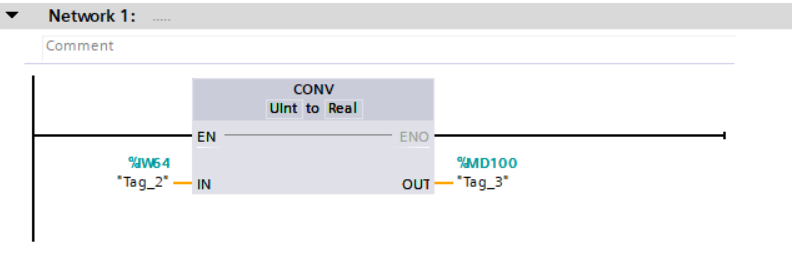 Network 1: .....
Comment
CONV
UInt to Real
EN ENO
%IW64 %MD100
"Tag_2" IN OUT "Tag_3"